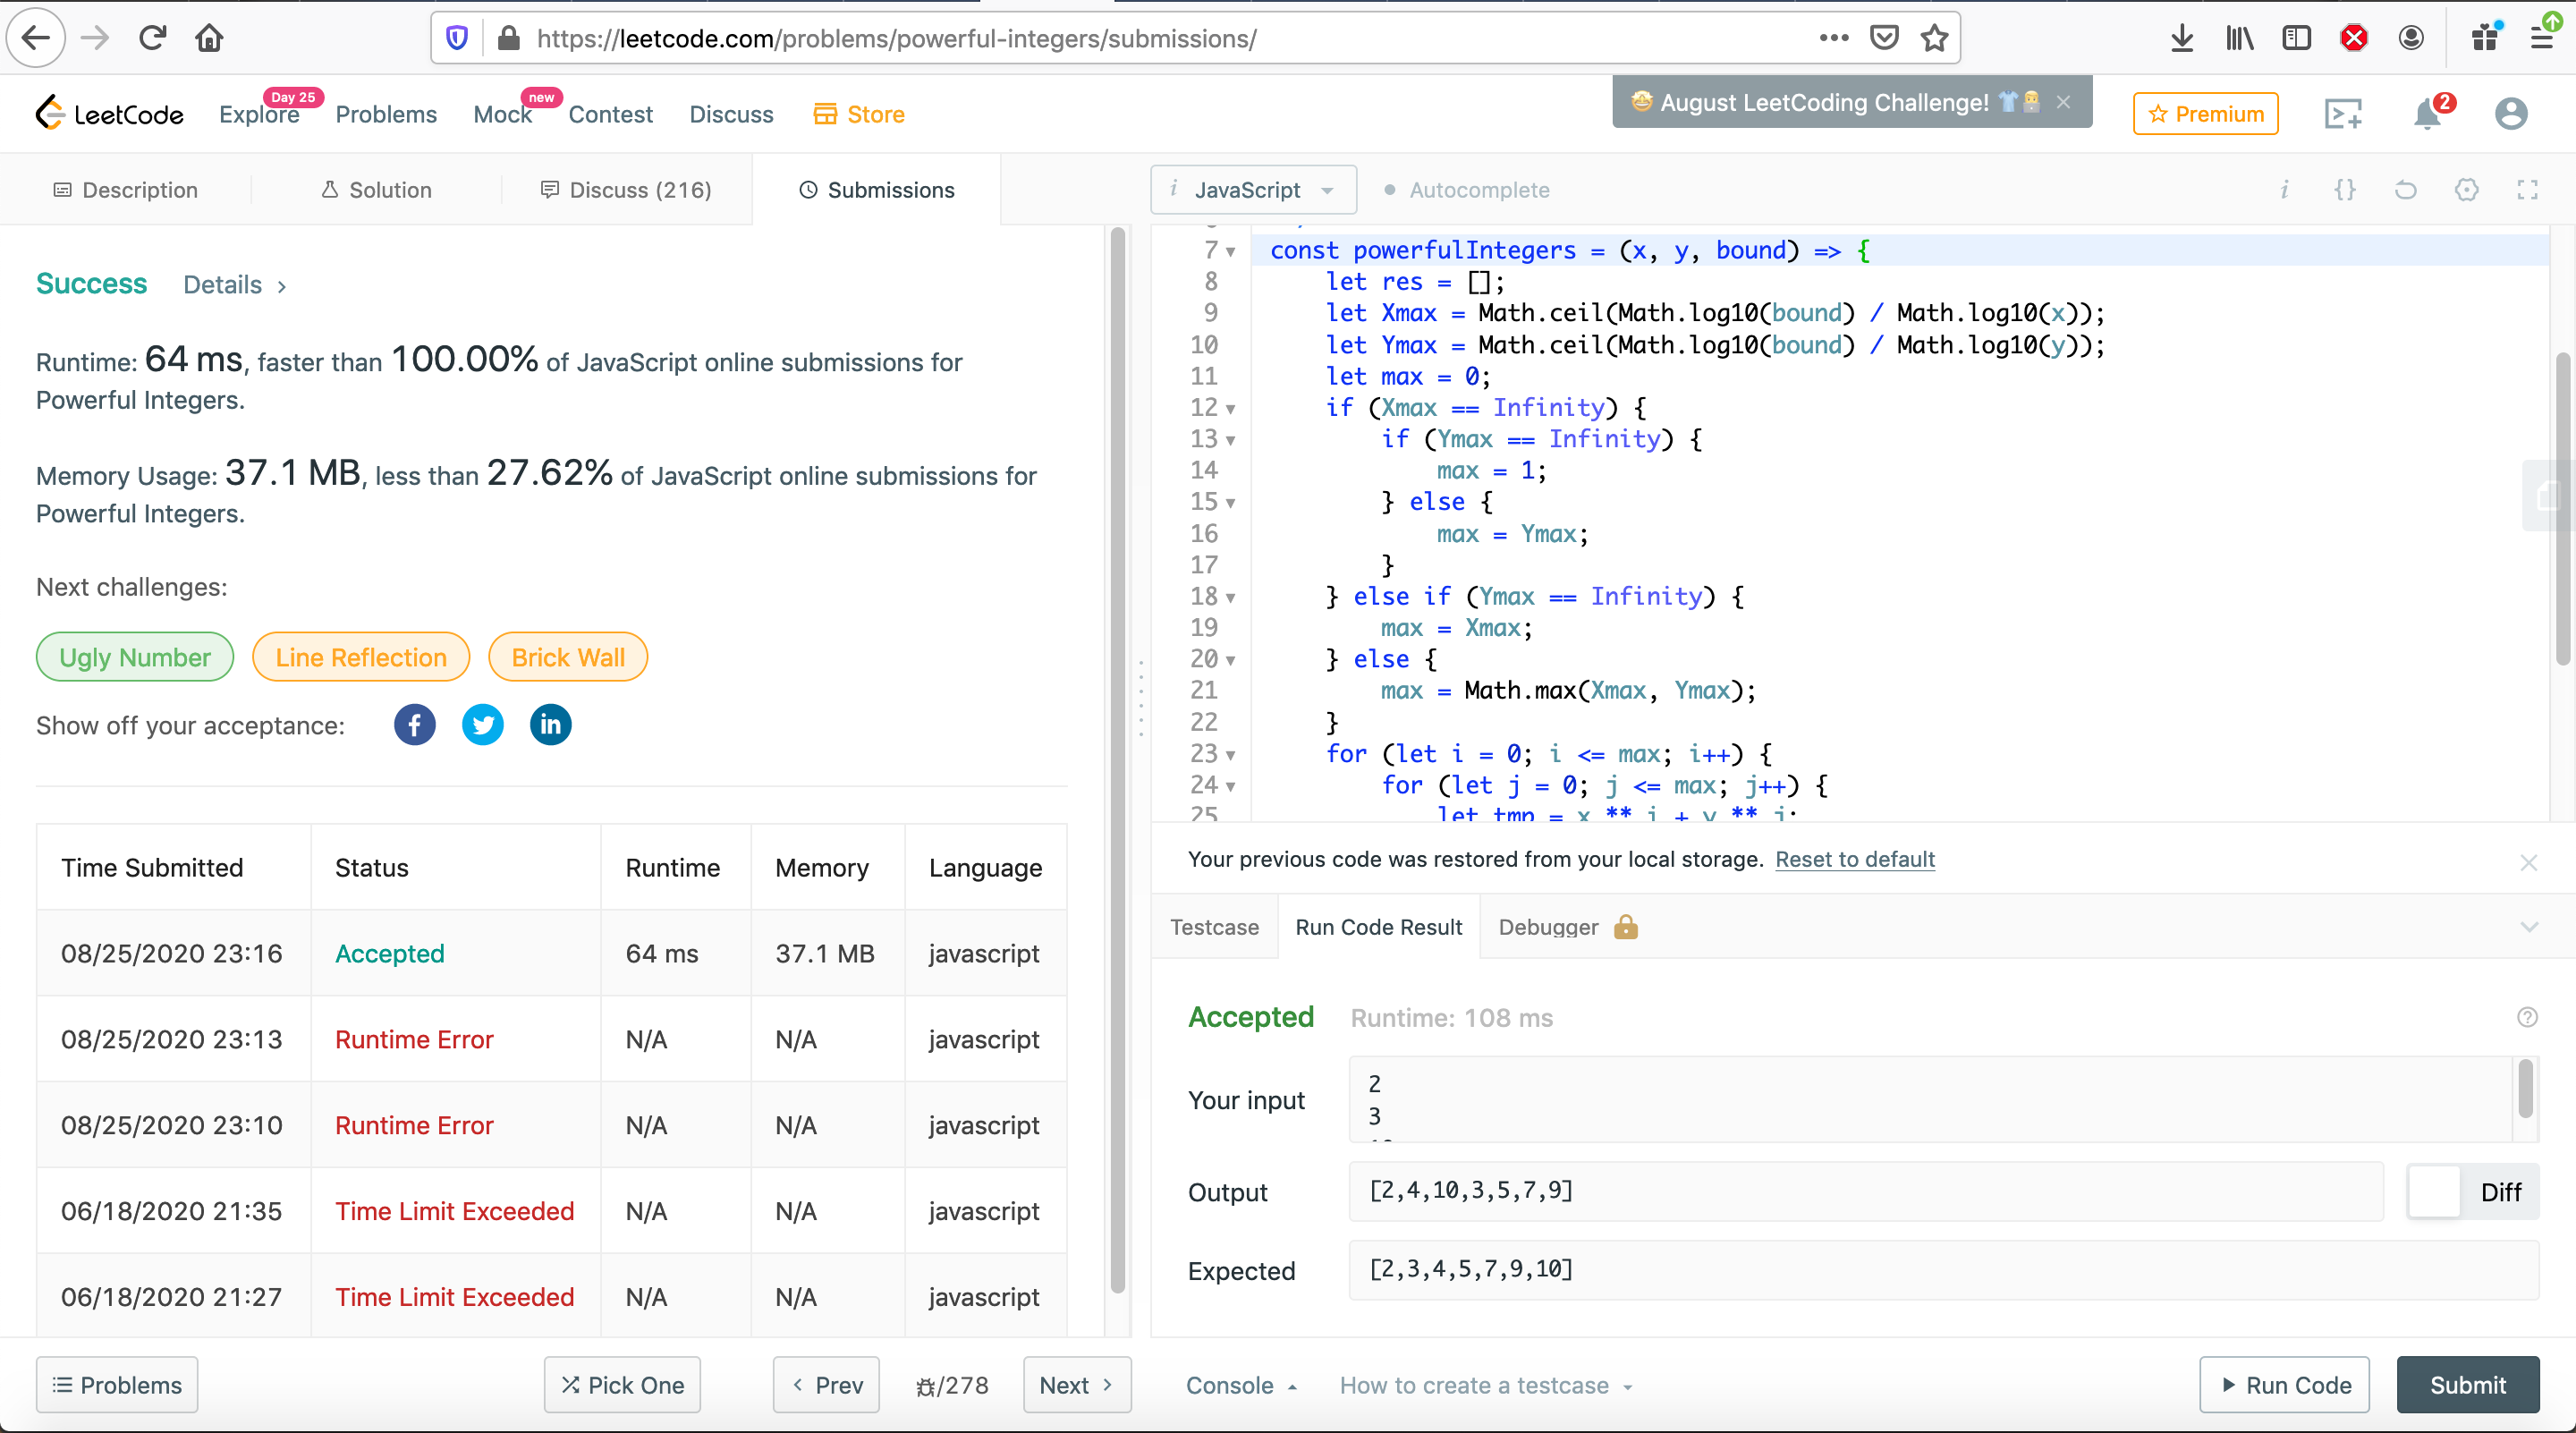 https://leetcode.com/problems/powerful-integers/submissions/
LeetCode
Explore
Day 25
Problems
Mock
new
Contest
Discuss
Store
🤩 August LeetCoding Challenge! 👕
Premium
2
Description
Solution
Discuss (216)
Submissions
i JavaScript
Autocomplete
i {}
Success Details
Runtime: 64 ms, faster than 100.00% of JavaScript online submissions for
Powerful Integers.
Memory Usage: 37.1 MB, less than 27.62% of JavaScript online submissions for
Powerful Integers.
Next challenges:
Ugly Number
Line Reflection
Brick Wall
Show off your acceptance:
Time Submitted Status Runtime Memory Language
08/25/2020 23:16 Accepted 64 ms 37.1 MB javascript
08/25/2020 23:13 Runtime Error N/A N/A javascript
08/25/2020 23:10 Runtime Error N/A N/A javascript
06/18/2020 21:35 Time Limit Exceeded N/A N/A javascript
06/18/2020 21:27 Time Limit Exceeded N/A N/A javascript
Problems
Pick One
Prev
/278
Next
7 const powerfulIntegers = (x, y, bound) => {
8 let res = [];
9 let Xmax = Math.ceil(Math.log10(bound) / Math.log10(x));
10 let Ymax = Math.ceil(Math.log10(bound) / Math.log10(y));
11 let max = 0;
12 if (Xmax == Infinity) {
13 if (Ymax == Infinity) {
14 max = 1;
15 } else {
16 max = Ymax;
17 }
18 } else if (Ymax == Infinity) {
19 max = Xmax;
20 } else {
21 max = Math.max(Xmax, Ymax);
22 }
23 for (let i = 0; i <= max; i++) {
24 for (let j = 0; j <= max; j++) {
25 let tmp = x ** i + y ** j;
Your previous code was restored from your local storage. Reset to default
Testcase
Run Code Result
Debugger
Accepted Runtime: 108 ms
Your input
2
3
Output
[2,4,10,3,5,7,9]
Diff
Expected
[2,3,4,5,7,9,10]
Console
How to create a testcase
Run Code
Submit